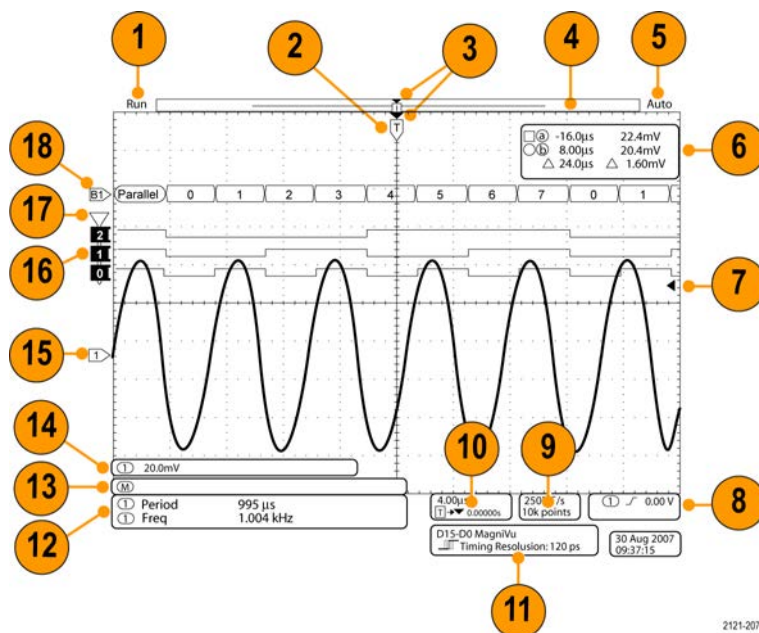 1
2
3
4
5
Run
Auto
T
ⓐ -16.0µs 22.4mV
ⓑ 8.00µs 20.4mV
△ 24.0µs △ 1.60mV
6
18
B1 Parallel 0 1 2 3 4 5 6 7 0 1
17
2
16
1
0
7
15
1
14
① 20.0mV
10
9
13
Ⓜ
12
① Period 995 µs
① Freq 1.004 kHz
4.00µs
T →▼ 0.00000s
10k points
① 0.00 V
8
D15-D0 MagniVu
Timing Resolusion: 120 ps
30 Aug 2007
09:37:15
11
2121-207